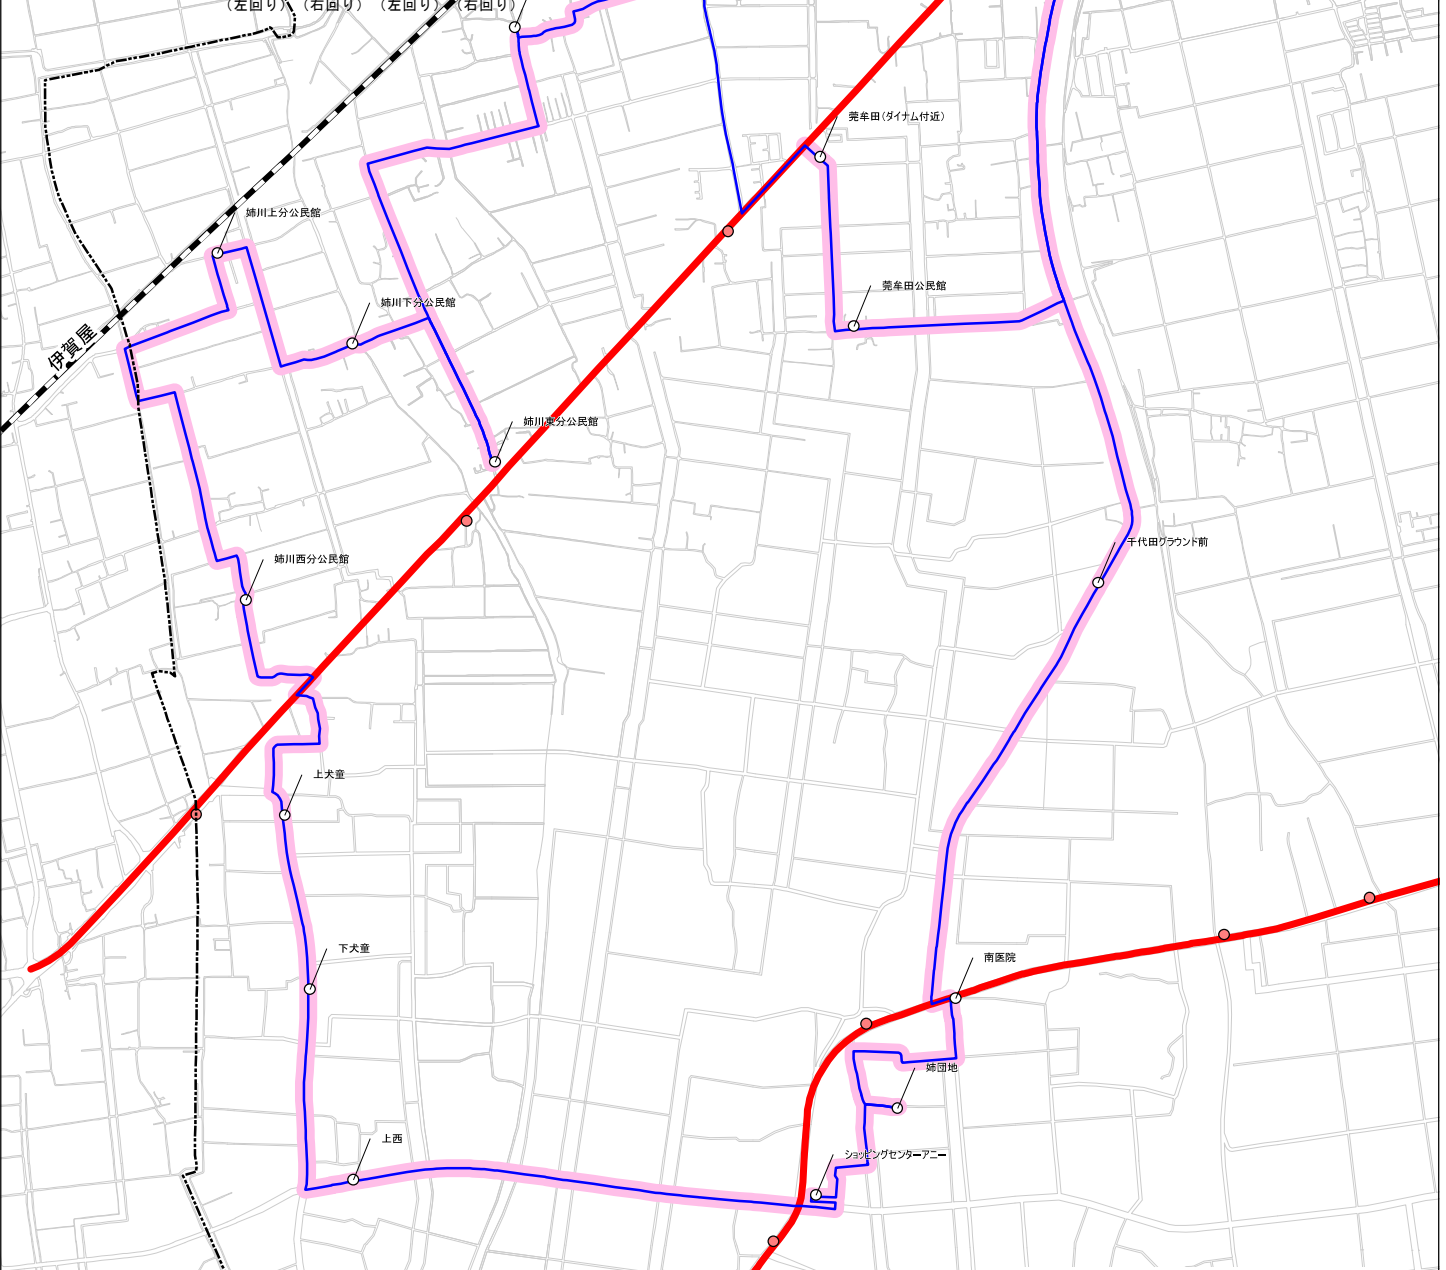 （左回り）（右回り）（左回り）（右回り）
莞牟田（ダイナム付近）
姉川上分公民館
莞牟田公民館
姉川下分公民館
伊賀屋
姉川東分公民館
千代田グラウンド前
姉川西分公民館
上犬童
下犬童
南医院
姉団地
上西
ショッピングセンターアニー